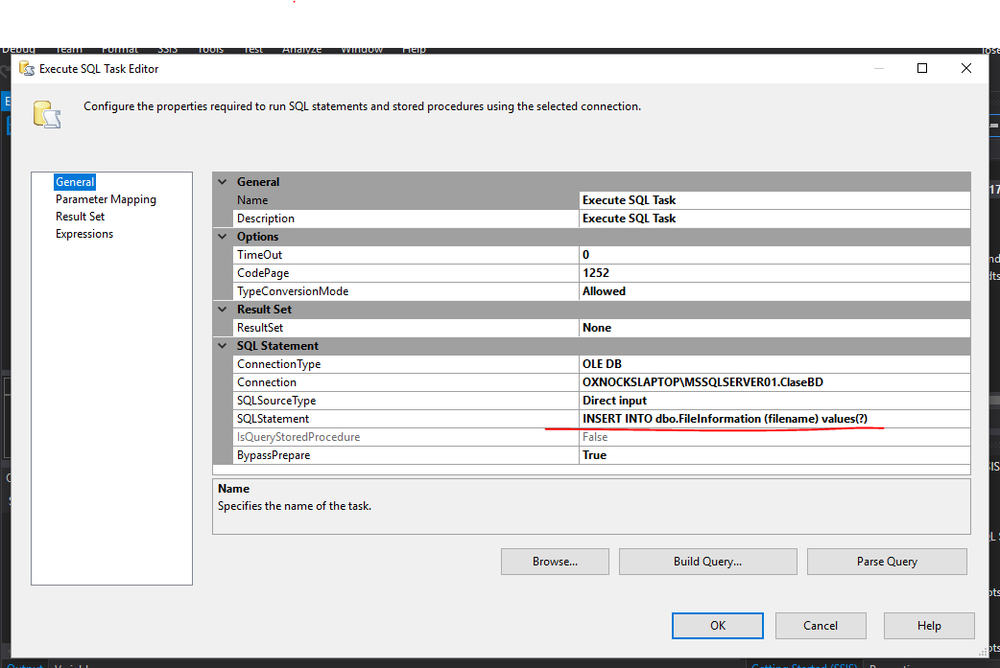 Debug Team Format SSIS Tools Test Analyze Window Help
Execute SQL Task Editor
Configure the properties required to run SQL statements and stored procedures using the selected connection.
General
Parameter Mapping
Result Set
Expressions
General
Name Execute SQL Task
Description Execute SQL Task
Options
TimeOut 0
CodePage 1252
TypeConversionMode Allowed
Result Set
ResultSet None
SQL Statement
ConnectionType OLE DB
Connection OXNOCKSLAPTOP\MSSQLSERVER01.ClaseBD
SQLSourceType Direct input
SQLStatement INSERT INTO dbo.FileInformation (filename) values(?)
IsQueryStoredProcedure False
BypassPrepare True
Name
Specifies the name of the task.
Browse... Build Query... Parse Query
OK Cancel Help
Getting Started (SSIS)